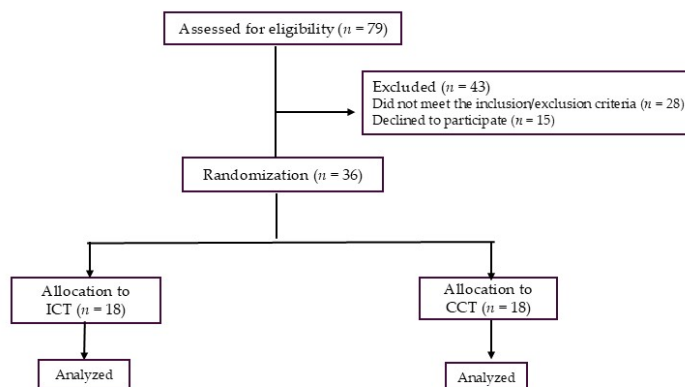 Assessed for eligibility (n = 79)
Excluded (n = 43)
Did not meet the inclusion/exclusion criteria (n = 28)
Declined to participate (n = 15)
Randomization (n = 36)
Allocation to
ICT (n = 18)
Allocation to
CCT (n = 18)
Analyzed
Analyzed